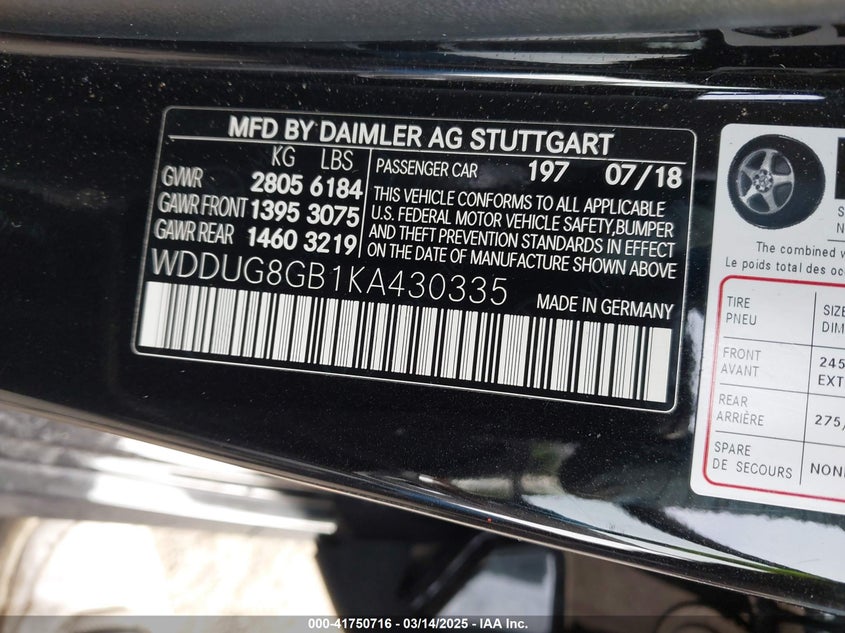 MFD BY DAIMLER AG STUTTGART
KG LBS
GVWR 2805 6184
GAWR FRONT 1395 3075
GAWR REAR 1460 3219
PASSENGER CAR 197 07/18
THIS VEHICLE CONFORMS TO ALL APPLICABLE
U.S. FEDERAL MOTOR VEHICLE SAFETY,BUMPER
AND THEFT PREVENTION STANDARDS IN EFFECT
ON THE DATE OF MANUFACTURE SHOWN ABOVE
WDDUG8GB1KA430335
MADE IN GERMANY
The combined
Le poids total des
TIRE
PNEU
SIZE
DIM
FRONT
AVANT
245
EXT
REAR
ARRIÈRE
275/
SPARE
DE SECOURS
NON
000-41750716 - 03/14/2025 - IAA Inc.